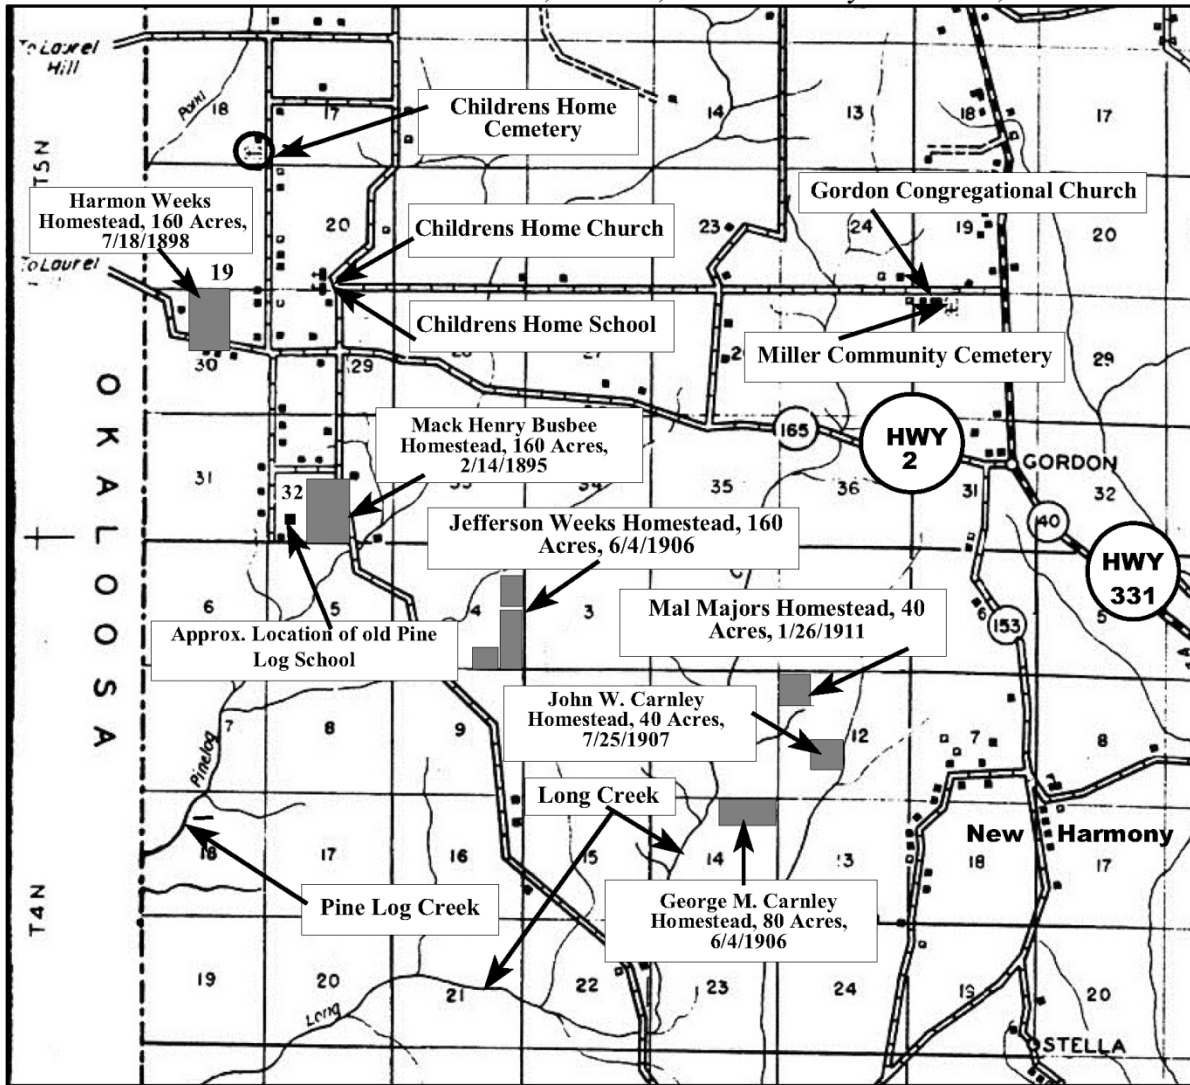 To Laurel
Hill
18
17
14
13
18
17
Childrens Home
Cemetery
T5N
Harmon Weeks
Homestead, 160 Acres,
7/18/1898
20
23
24
19
20
Gordon Congregational Church
Childrens Home Church
To Laurel
19
Childrens Home School
Miller Community Cemetery
30
29
27
29
OKALOOSA
Mack Henry Busbee
Homestead, 160 Acres,
2/14/1895
165
HWY
2
GORDON
31
32
34
35
36
31
32
40
Jefferson Weeks Homestead, 160
Acres, 6/4/1906
HWY
331
6
5
4
3
6
5
153
Mal Majors Homestead, 40
Acres, 1/26/1911
Approx. Location of old Pine
Log School
John W. Carnley
Homestead, 40 Acres,
7/25/1907
7
8
9
12
7
8
Pinelog
Long Creek
New Harmony
18
17
16
15
14
13
18
17
Pine Log Creek
George M. Carnley
Homestead, 80 Acres,
6/4/1906
T4N
19
20
21
22
23
24
19
20
Long
STELLA